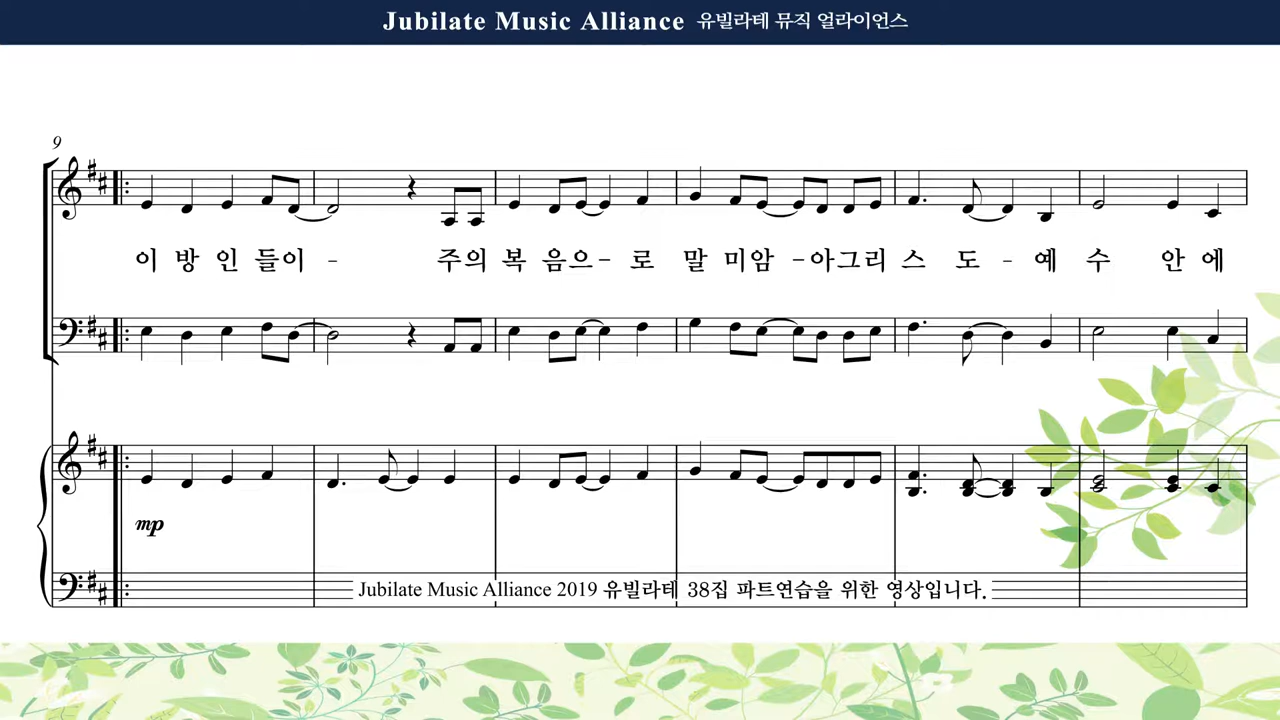 Jubilate Music Alliance 유빌라테 뮤직 얼라이언스
9
이 방 인 들이 - 주의 복 음으- 로 말 미암 -아그리 스 도 - 예 수 안 에
mp
Jubilate Music Alliance 2019 유빌라테 38집 파트연습을 위한 영상입니다.